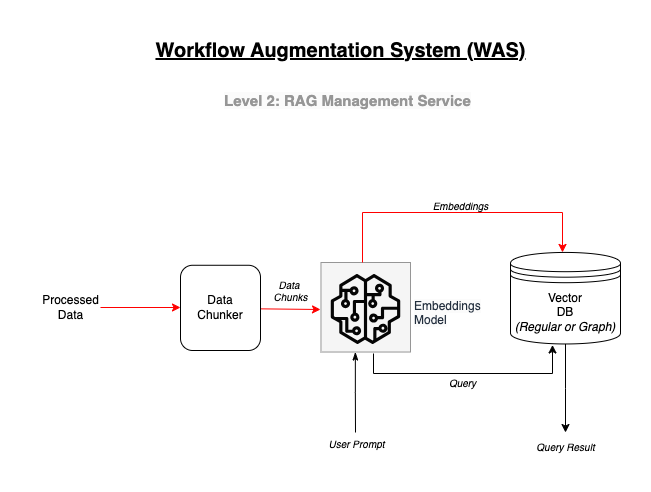 Workflow Augmentation System (WAS)
Level 2: RAG Management Service
Embeddings
Processed
Data
Data
Chunker
Data
Chunks
Embeddings
Model
Vector
DB
(Regular or Graph)
Query
User Prompt
Query Result